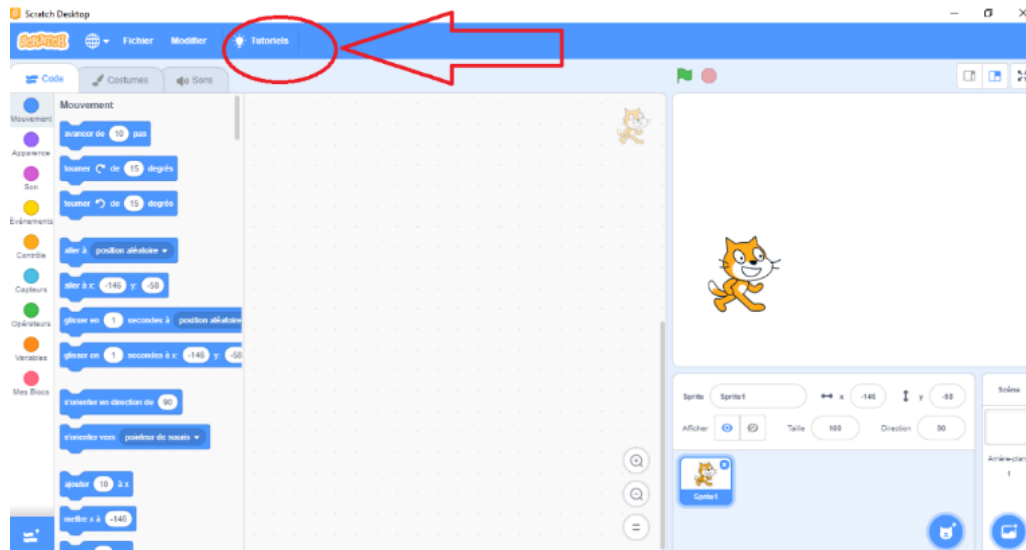 Scratch Desktop
SCRATCH Fichier Modifier Tutoriels
Code Costumes Sons
Mouvement
Mouvement
avancer de 10 pas
Apparence
tourner de 15 degrés
Son
tourner de 15 degrés
Événements
Contrôle
aller à position aléatoire
Capteurs
aller à x: -146 y: -58
Opérateurs
glisser en 1 secondes à position aléatoire
Variables
glisser en 1 secondes à x: -146 y: -58
Mes Blocs
s'orienter en direction de 90
s'orienter vers pointeur de souris
ajouter 10 à x
mettre x à -146
Sprite Sprite1 x -146 y -58
Afficher Taille 100 Direction 90
Sprite1
Scène
Arrière-plan
1